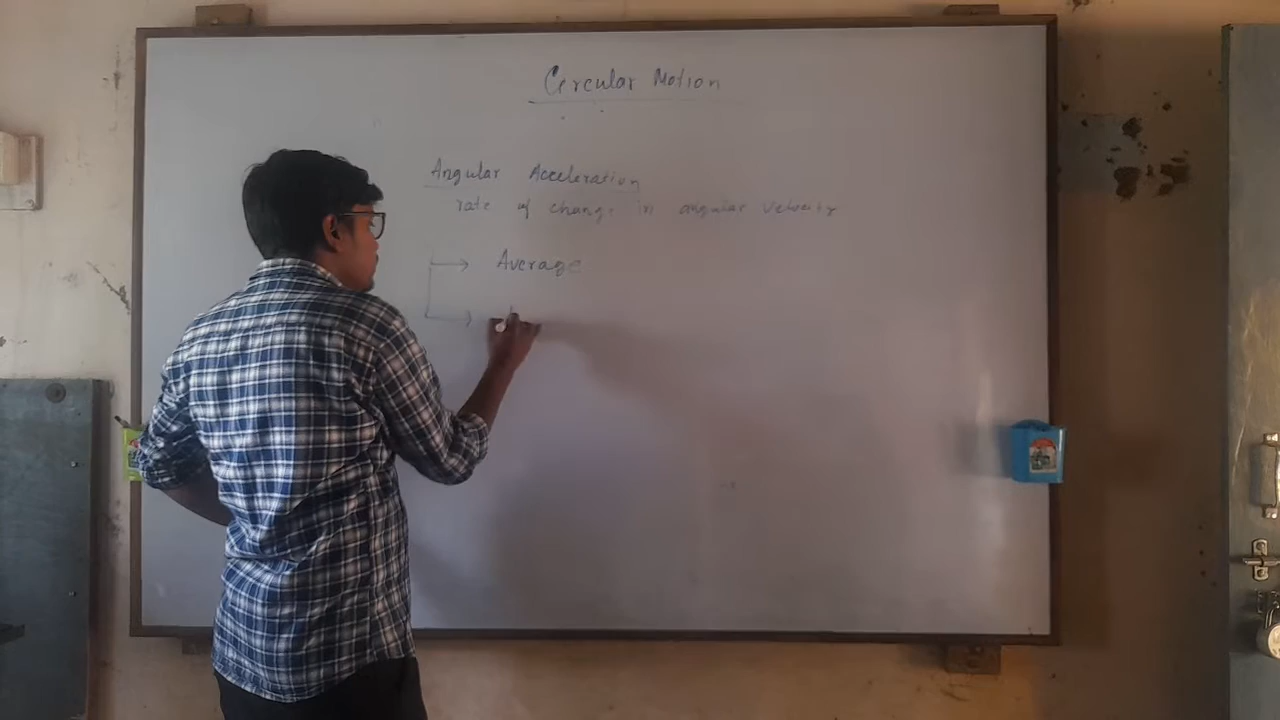 Circular Motion
Angular Acceleration
rate of change in angular velocity
Average